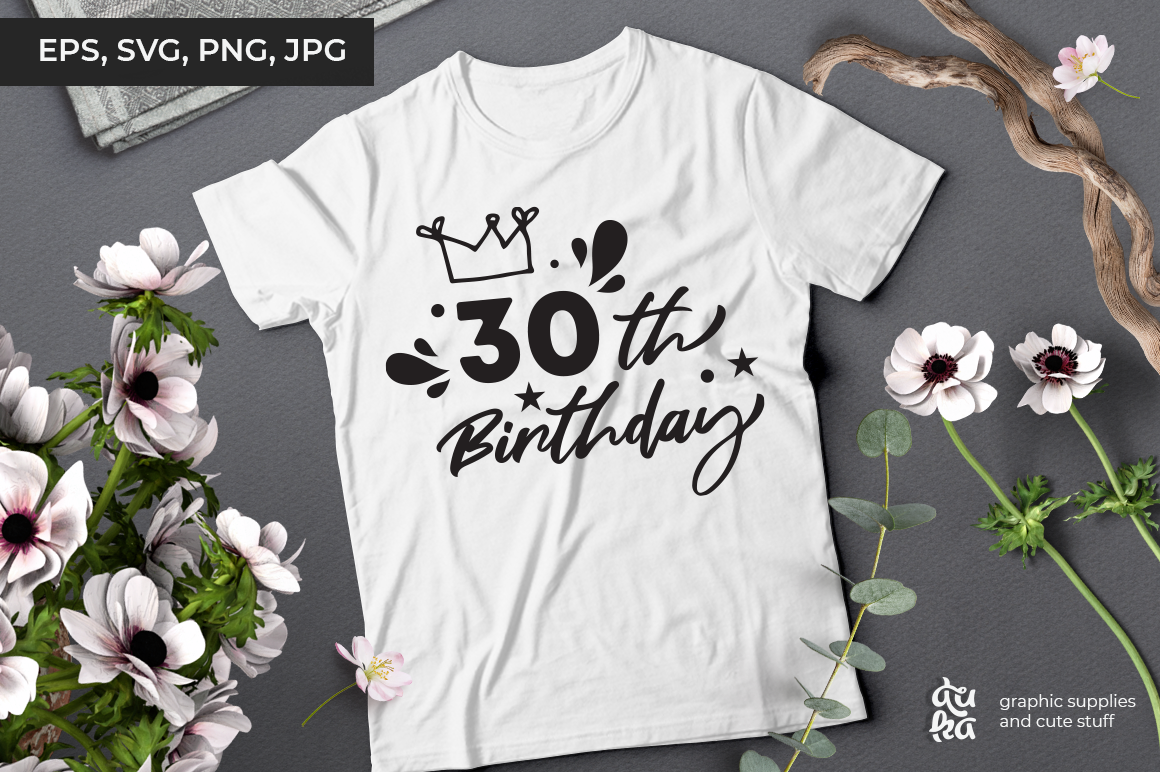 EPS, SVG, PNG, JPG
30th
Birthday
graphic supplies
and cute stuff